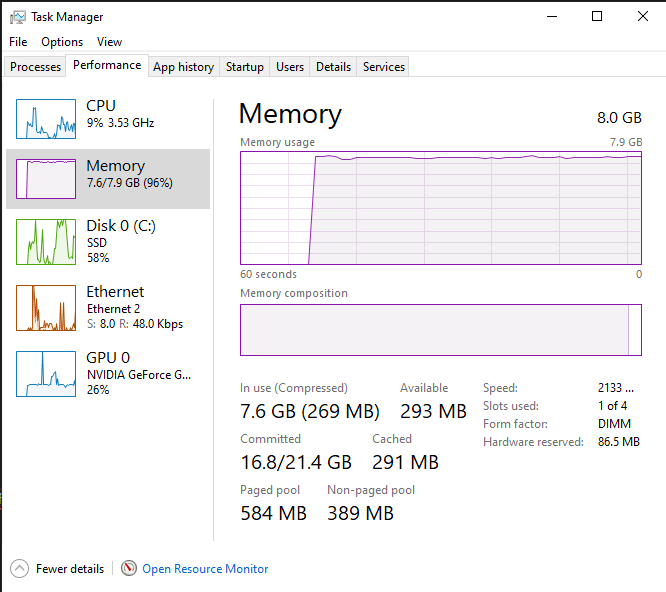 Task Manager
File Options View
Processes Performance App history Startup Users Details Services
CPU
9% 3.53 GHz
Memory
7.6/7.9 GB (96%)
Disk 0 (C:)
SSD
58%
Ethernet
Ethernet 2
S: 8.0 R: 48.0 Kbps
GPU 0
NVIDIA GeForce G...
26%
Memory 8.0 GB
Memory usage 7.9 GB
60 seconds 0
Memory composition
In use (Compressed) Available
7.6 GB (269 MB) 293 MB
Committed Cached
16.8/21.4 GB 291 MB
Paged pool Non-paged pool
584 MB 389 MB
Speed: 2133 ...
Slots used: 1 of 4
Form factor: DIMM
Hardware reserved: 86.5 MB
Fewer details Open Resource Monitor